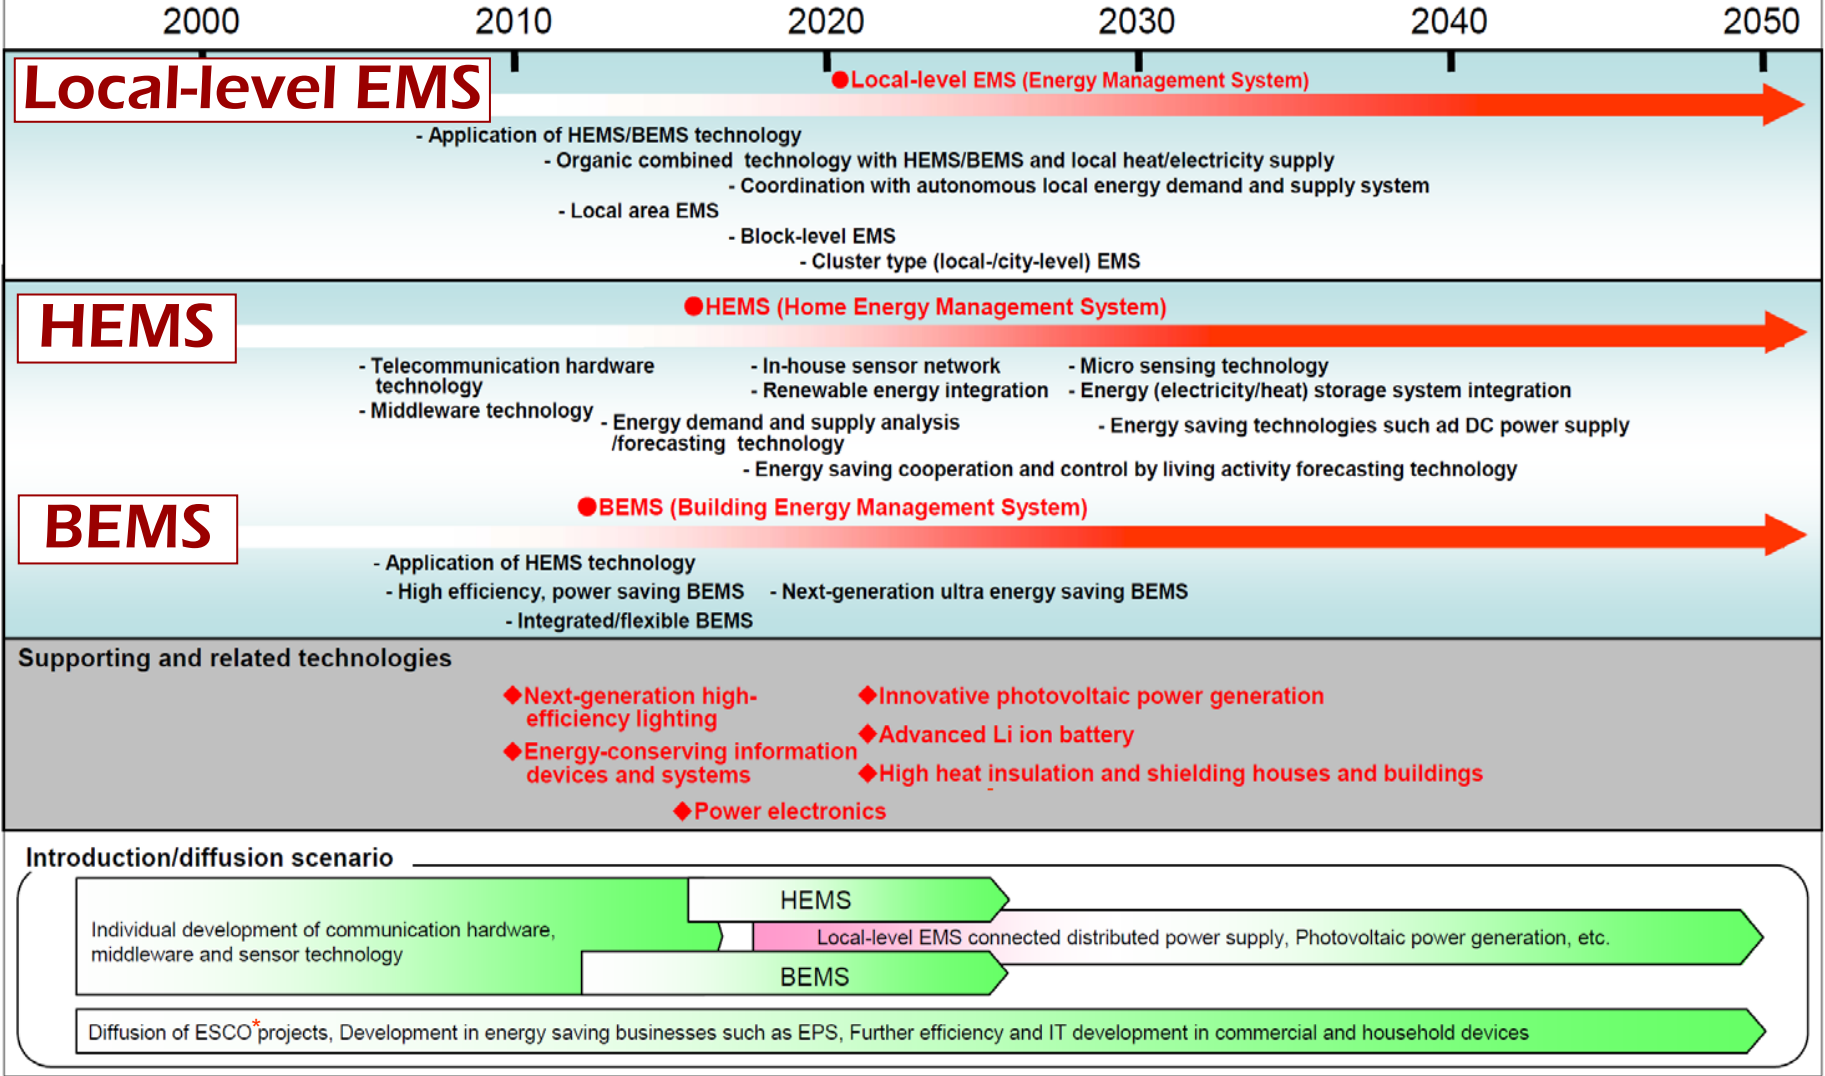 2000 2010 2020 2030 2040 2050
Local-level EMS
●Local-level EMS (Energy Management System)
- Application of HEMS/BEMS technology
- Organic combined technology with HEMS/BEMS and local heat/electricity supply
- Coordination with autonomous local energy demand and supply system
- Local area EMS
- Block-level EMS
- Cluster type (local-/city-level) EMS
HEMS
●HEMS (Home Energy Management System)
- Telecommunication hardware
technology
- Middleware technology
- In-house sensor network
- Renewable energy integration
- Micro sensing technology
- Energy (electricity/heat) storage system integration
- Energy demand and supply analysis
/forecasting technology
- Energy saving technologies such ad DC power supply
- Energy saving cooperation and control by living activity forecasting technology
BEMS
●BEMS (Building Energy Management System)
- Application of HEMS technology
- High efficiency, power saving BEMS
- Next-generation ultra energy saving BEMS
- Integrated/flexible BEMS
Supporting and related technologies
◆Next-generation high-
efficiency lighting
◆Energy-conserving information
devices and systems
◆Power electronics
◆Innovative photovoltaic power generation
◆Advanced Li ion battery
◆High heat insulation and shielding houses and buildings
Introduction/diffusion scenario
Individual development of communication hardware,
middleware and sensor technology
HEMS
Local-level EMS connected distributed power supply, Photovoltaic power generation, etc.
BEMS
Diffusion of ESCO*projects, Development in energy saving businesses such as EPS, Further efficiency and IT development in commercial and household devices